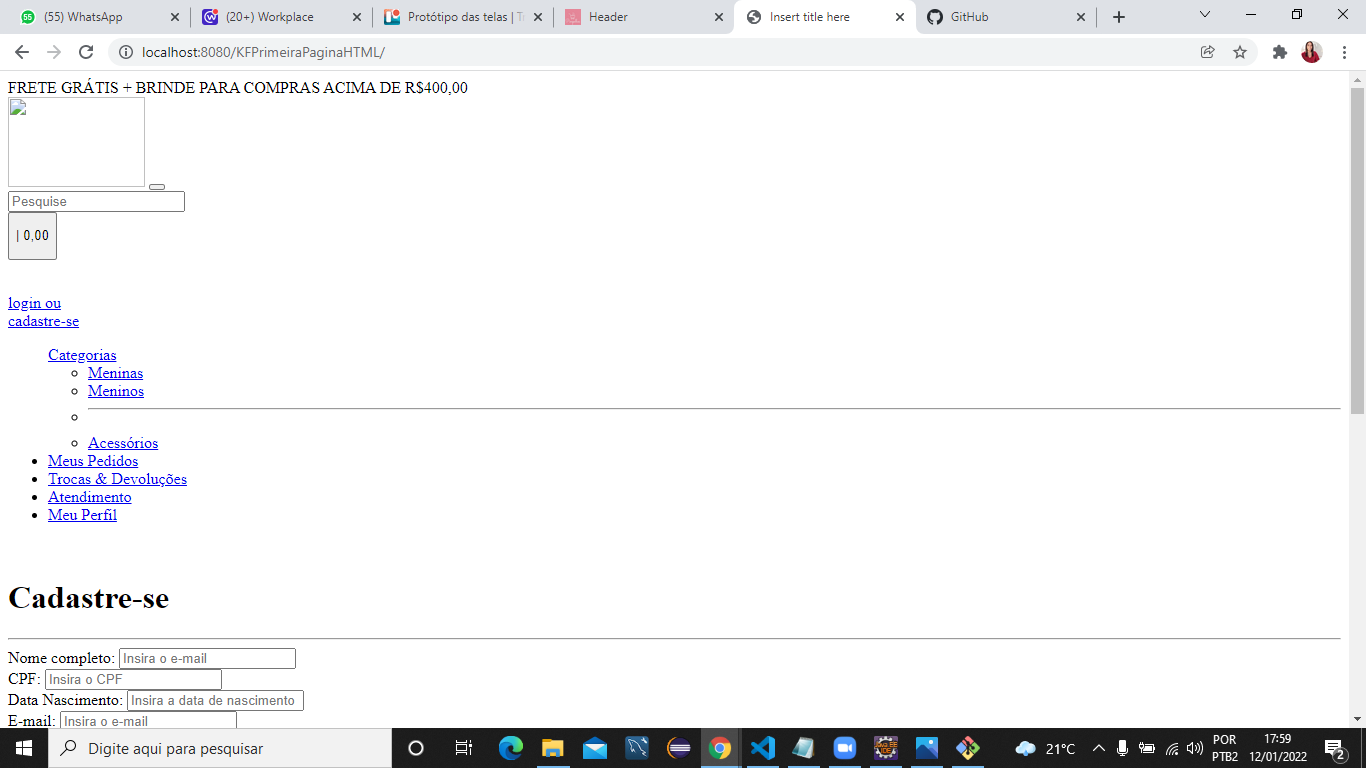 (55) WhatsApp
(20+) Workplace
Protótipo das telas | T
Header
Insert title here
GitHub
localhost:8080/KFPrimeiraPaginaHTML/
FRETE GRÁTIS + BRINDE PARA COMPRAS ACIMA DE R$400,00
Pesquise
| 0,00
login ou
cadastre-se
Categorias
Meninas
Meninos
Acessórios
Meus Pedidos
Trocas & Devoluções
Atendimento
Meu Perfil
Cadastre-se
Nome completo: Insira o e-mail
CPF: Insira o CPF
Data Nascimento: Insira a data de nascimento
E-mail: Insira o e-mail
Digite aqui para pesquisar
21°C
POR
PTB2
17:59
12/01/2022
2